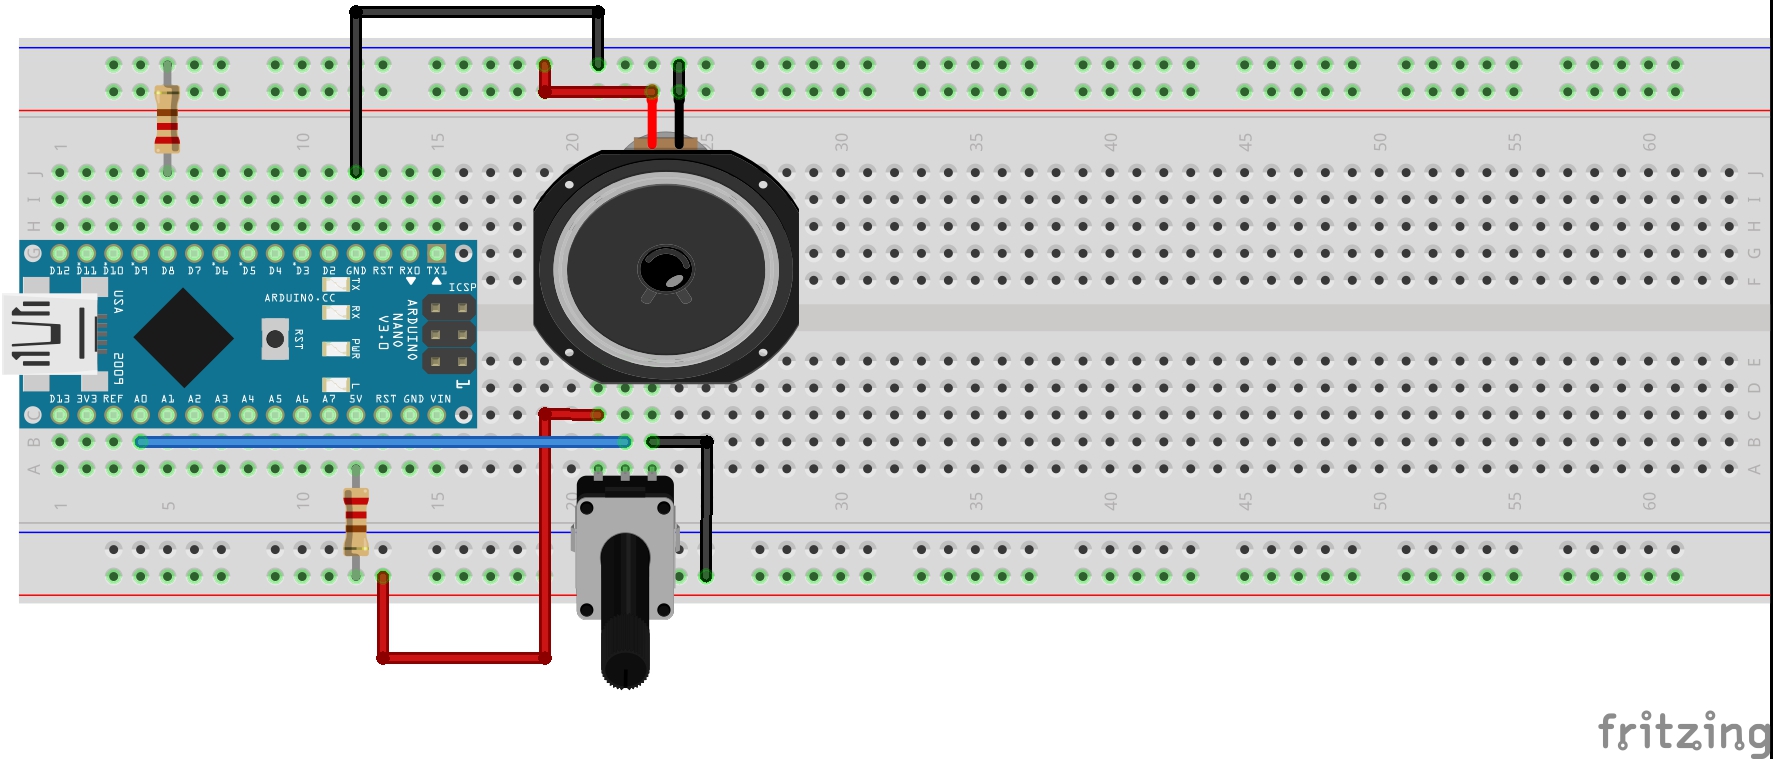 1 10 15 20 25 30 35 40 45 50 55 60
J J
I I
H H
G G
F F
D12 D11 D10 D9 D8 D7 D6 D5 D4 D3 D2 GND RST RX0 TX1
ICSP
USA
2009
ARDUINO.CC
RST
TX
RX
PWR
L
ARDUINO
NANO
V3.0
1
D13 3V3 REF A0 A1 A2 A3 A4 A5 A6 A7 5V RST GND VIN
E
D
C C
B B
A A
1 5 10 15 20 30 35 40 45 50 55 60
fritzing